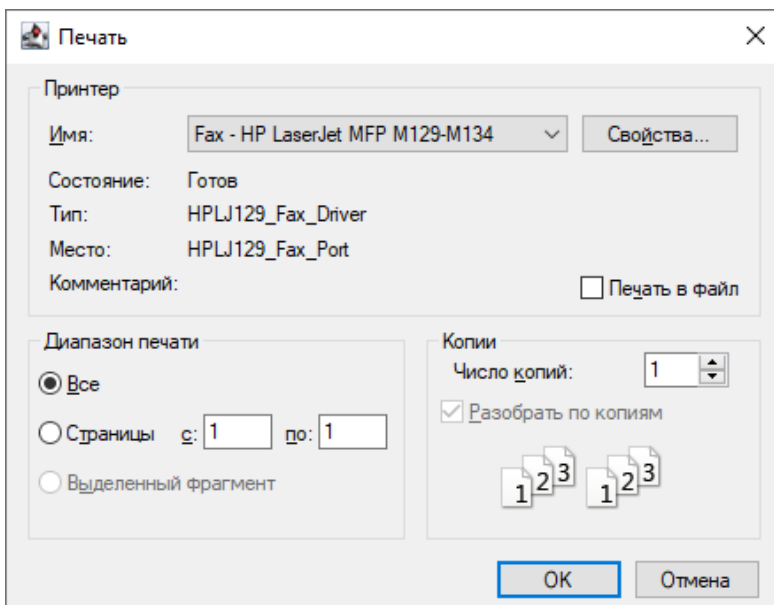 Печать
Принтер
Имя: Fax - HP LaserJet MFP M129-M134 Свойства...
Состояние: Готов
Тип: HPLJ129_Fax_Driver
Место: HPLJ129_Fax_Port
Комментарий:
Печать в файл
Диапазон печати
Все
Страницы с: 1 по: 1
Выделенный фрагмент
Копии
Число копий: 1
Разобрать по копиям
1 2 3 1 2 3
OK Отмена